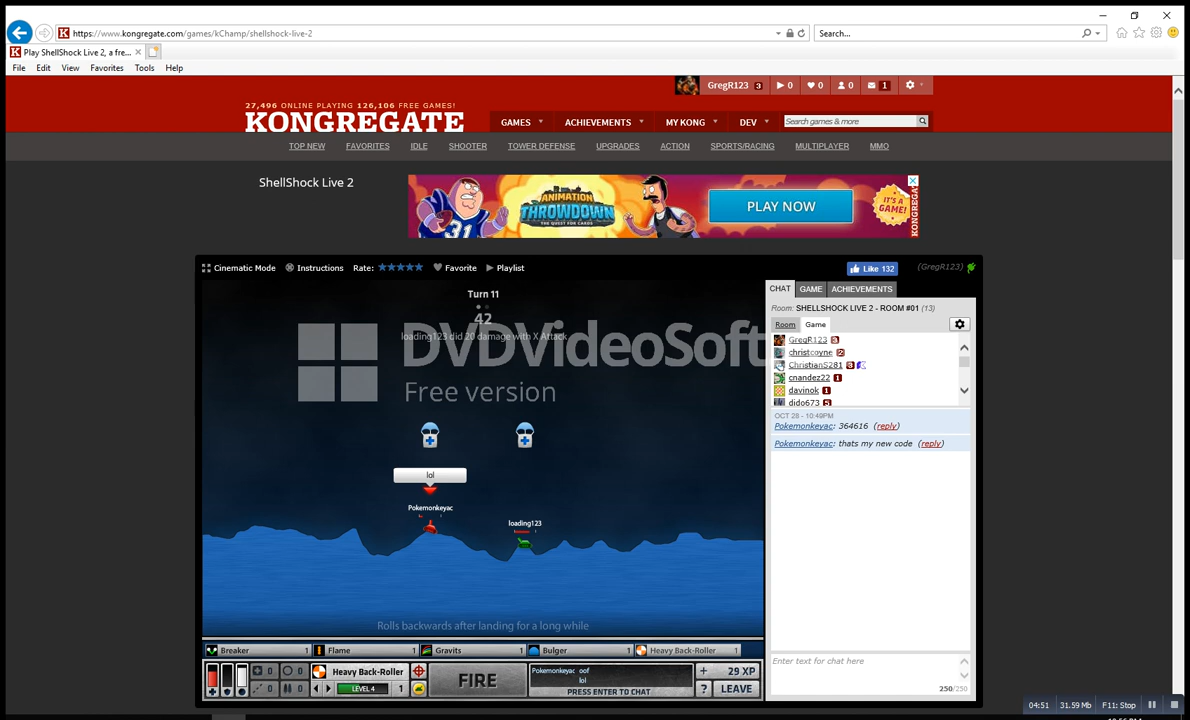 https://www.kongregate.com/games/kChamp/shellshock-live-2
Search...
Play ShellShock Live 2, a fre...
File Edit View Favorites Tools Help
GregR123 3 0 0 0 1
27,496 ONLINE PLAYING 126,106 FREE GAMES!
KONGREGATE
GAMES ACHIEVEMENTS MY KONG DEV Search games & more
TOP NEW FAVORITES IDLE SHOOTER TOWER DEFENSE UPGRADES ACTION SPORTS/RACING MULTIPLAYER MMO
ShellShock Live 2
31
ANIMATION
THROWDOWN
THE QUEST FOR CARDS
PLAY NOW
IT'S A GAME!
KONGREGATE
Cinematic Mode Instructions Rate: Favorite Playlist
Like 132 (GregR123)
Turn 11
42
loading123 did 20 damage with X Attack
DVDVideoSoft
Free version
lol
Pokemonkeyac
loading123
Rolls backwards after landing for a long while
Breaker 1 Flame 1 Gravits 1 Bulger 1 Heavy Back-Roller 1
0 0
0 0
Heavy Back-Roller
LEVEL 4 1
FIRE
Pokemonkeyac oof
lol
PRESS ENTER TO CHAT
+ 29 XP
? LEAVE
CHAT GAME ACHIEVEMENTS
Room: SHELLSHOCK LIVE 2 - ROOM #01 (13)
Room Game
GregR123 3
christcoyne
ChristianS281
cnandez22 1
davinok 1
dido673 5
OCT 28 - 10:49PM
Pokemonkeyac: 364616 (reply)
Pokemonkeyac: thats my new code (reply)
Enter text for chat here
250/250
04:51 31.59 Mb F11: Stop